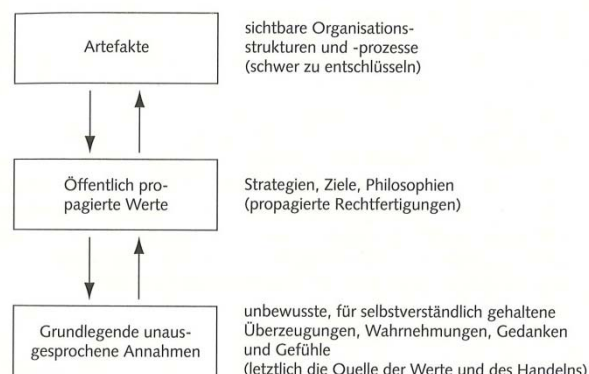 Artefakte
sichtbare Organisations-
strukturen und -prozesse
(schwer zu entschlüsseln)
Öffentlich pro-
pagierte Werte
Strategien, Ziele, Philosophien
(propagierte Rechtfertigungen)
Grundlegende unaus-
gesprochene Annahmen
unbewusste, für selbstverständlich gehaltene
Überzeugungen, Wahrnehmungen, Gedanken
und Gefühle
(letztlich die Quelle der Werte und des Handelns)